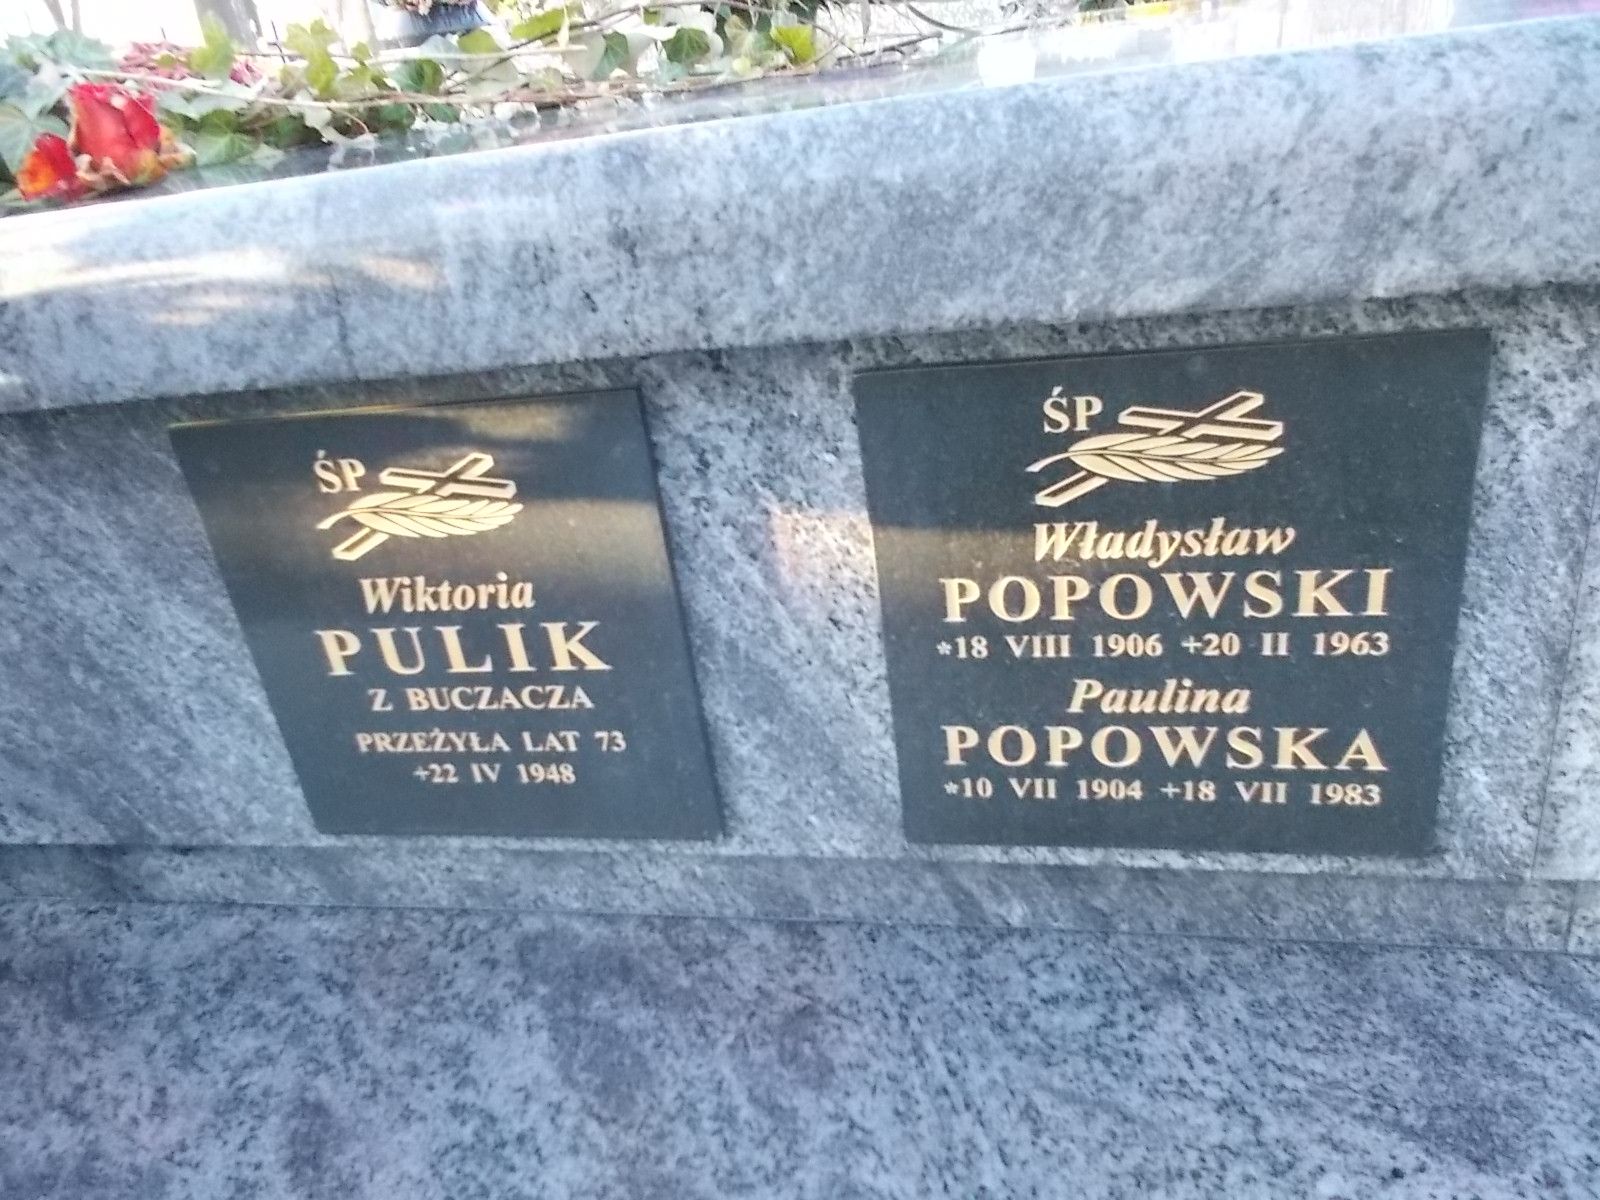 ŚP
Wiktoria
PULIK
Z BUCZACZA
PRZEŻYŁA LAT 73
+22 IV 1948
ŚP
Władysław
POPOWSKI
*18 VIII 1906 +20 II 1963
Paulina
POPOWSKA
*10 VII 1904 +18 VII 1983